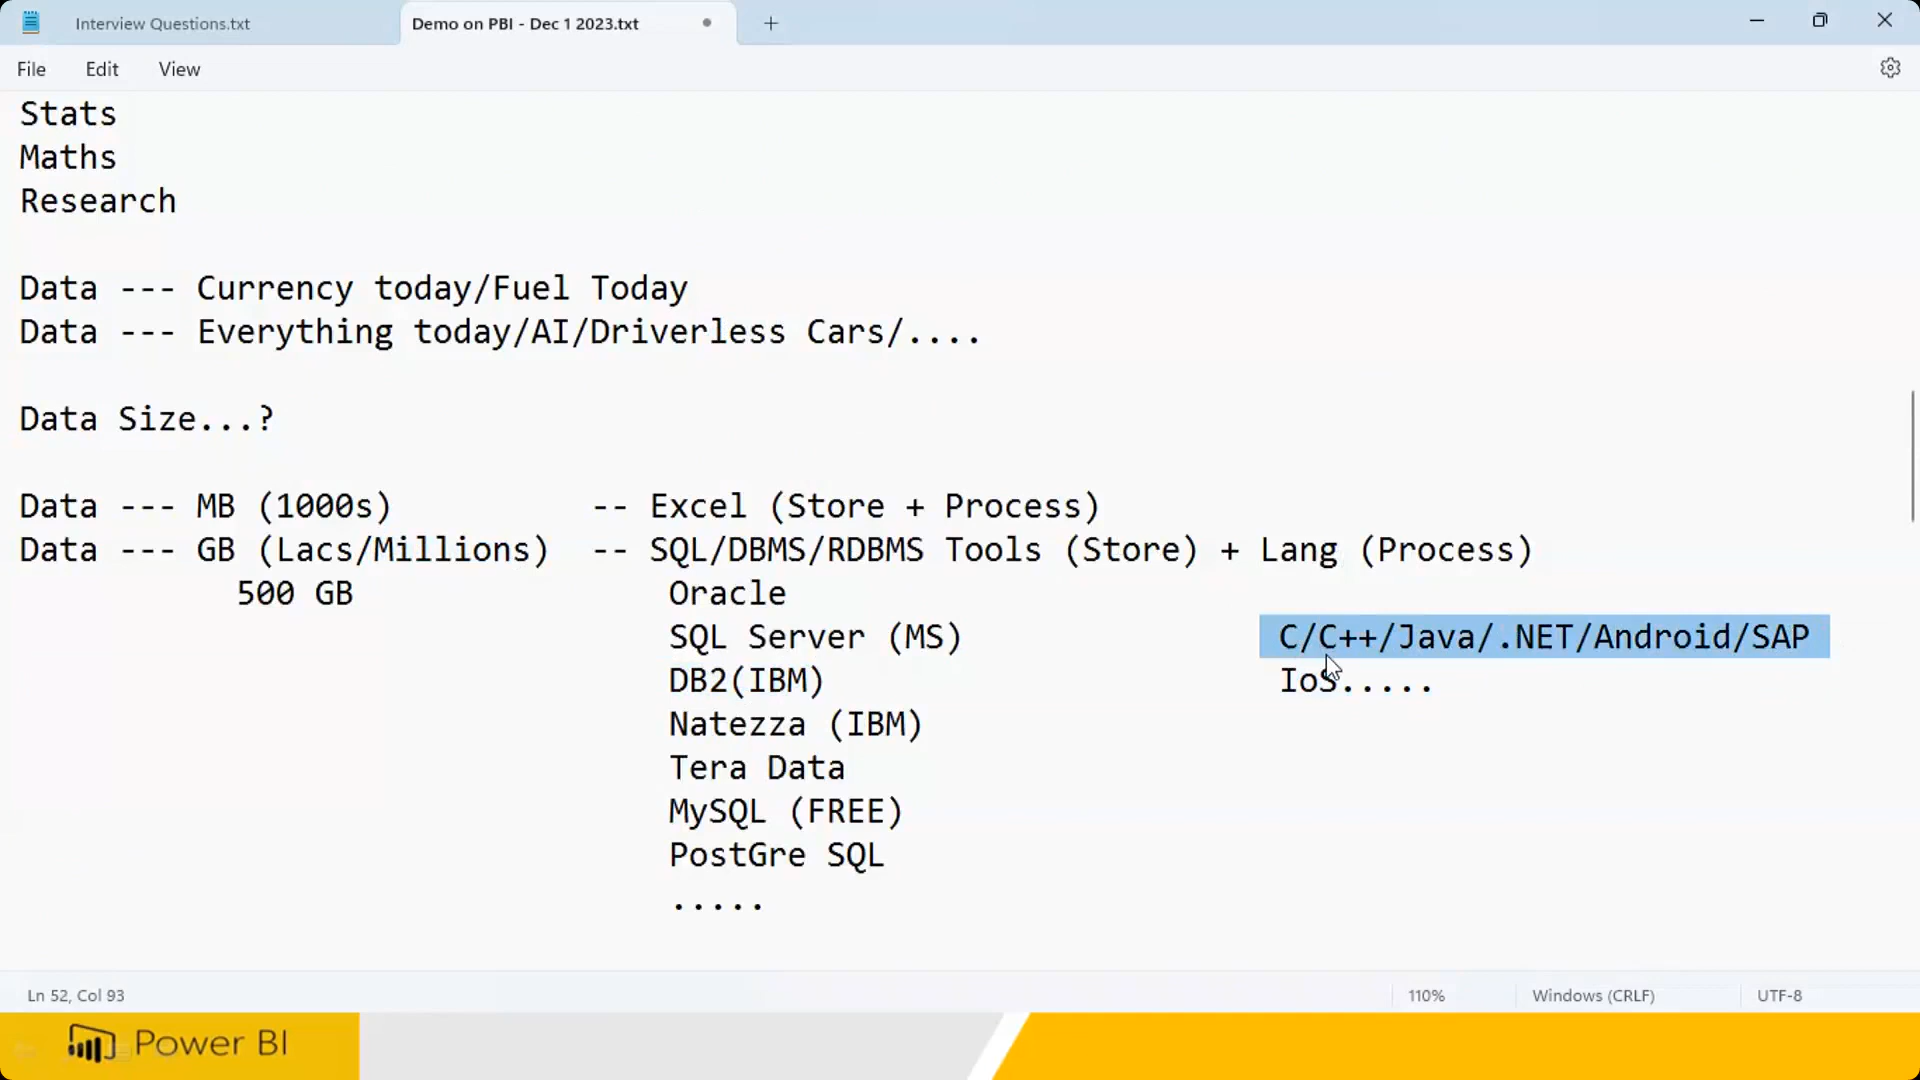 Interview Questions.txt
Demo on PBI - Dec 1 2023.txt
File Edit View
Stats
Maths
Research
Data --- Currency today/Fuel Today
Data --- Everything today/AI/Driverless Cars/....
Data Size...?
Data --- MB (1000s) -- Excel (Store + Process)
Data --- GB (Lacs/Millions) -- SQL/DBMS/RDBMS Tools (Store) + Lang (Process)
500 GB Oracle
SQL Server (MS) C/C++/Java/.NET/Android/SAP
DB2(IBM) IoS.....
Natezza (IBM)
Tera Data
MySQL (FREE)
PostGre SQL
.....
Ln 52, Col 93 110% Windows (CRLF) UTF-8
Power BI